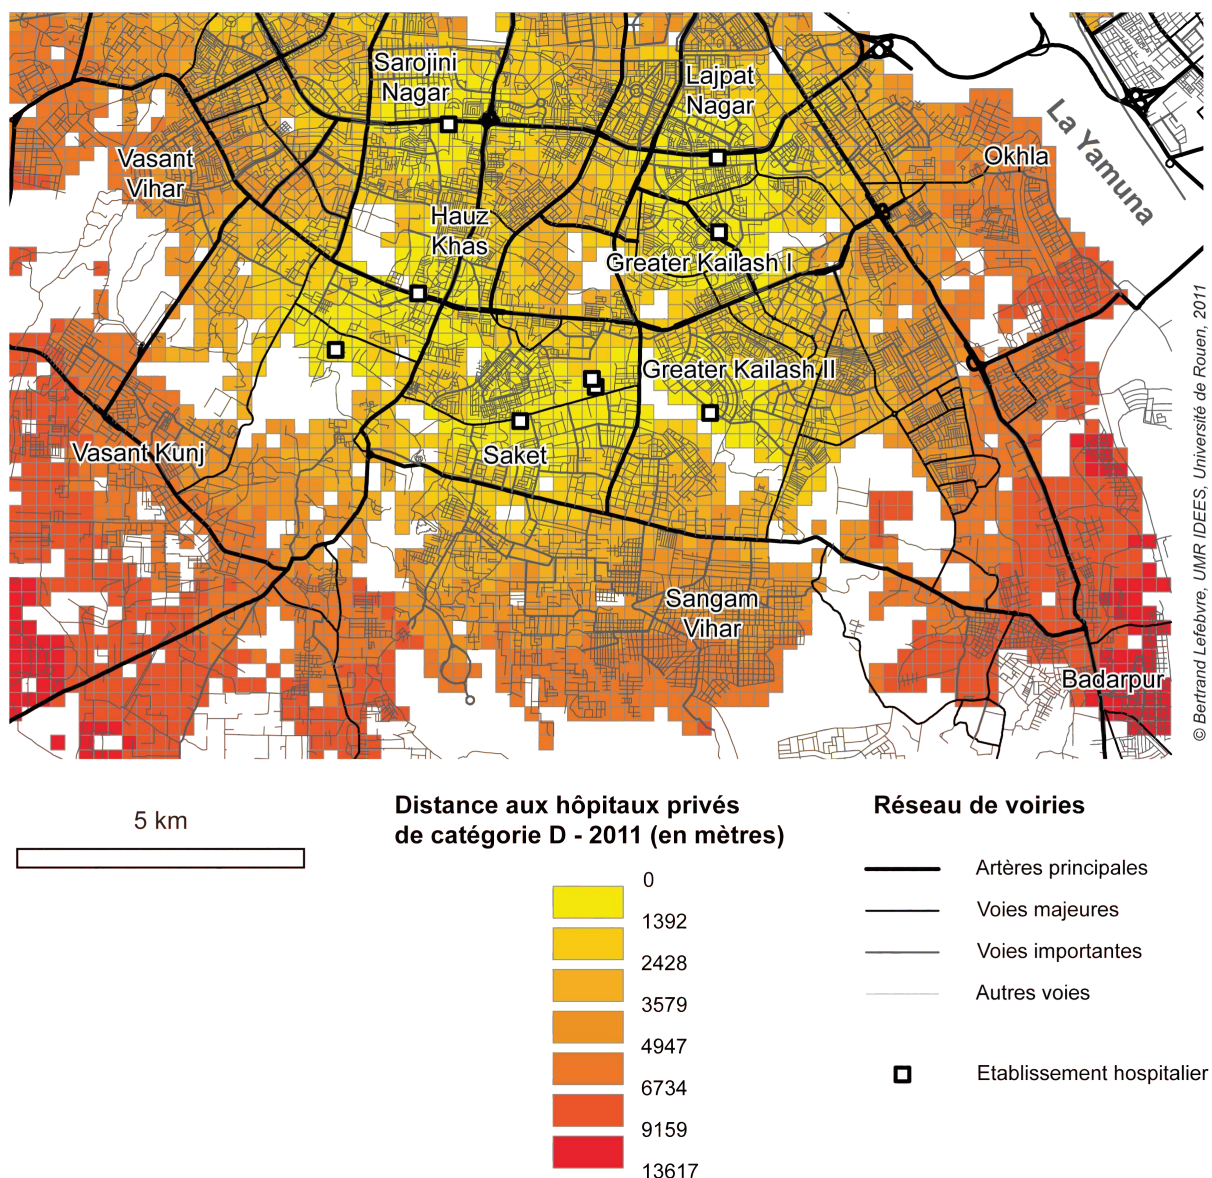 Sarojini
Nagar
Lajpat
Nagar
La Yamuna
Vasant
Vihar
Okhla
Hauz
Khas
Greater Kailash I
Greater Kailash II
Vasant Kunj
Saket
Sangam
Vihar
Badarpur
© Bertrand Lefebvre, UMR IDEES, Université de Rouen, 2011
5 km
Distance aux hôpitaux privés
de catégorie D - 2011 (en mètres)
0
1392
2428
3579
4947
6734
9159
13617
Réseau de voiries
Artères principales
Voies majeures
Voies importantes
Autres voies
Etablissement hospitalier